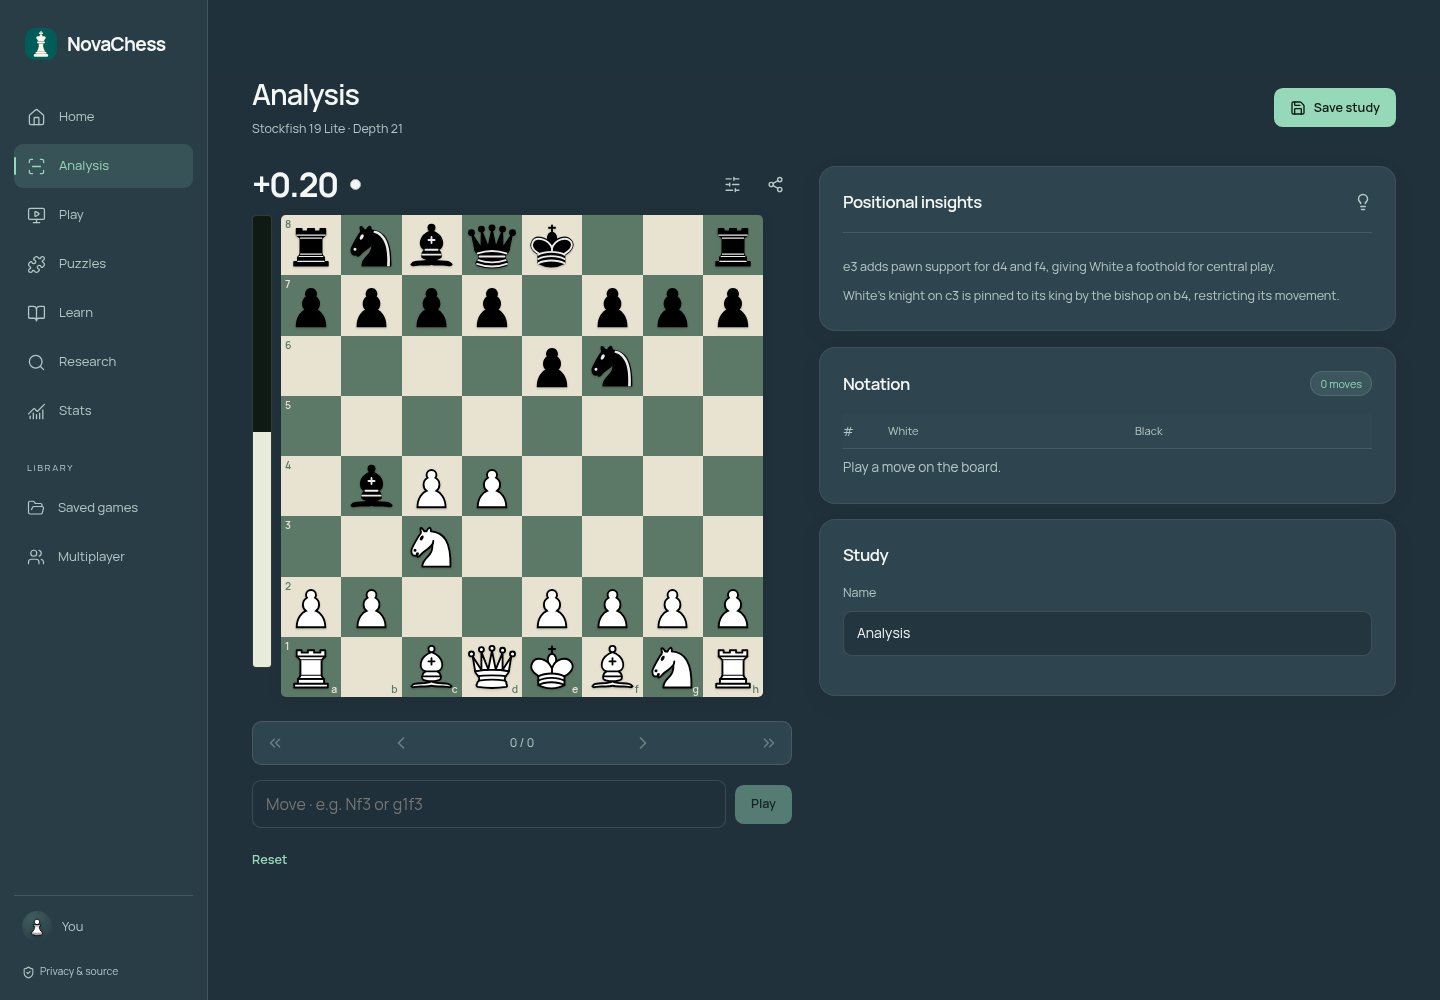 NovaChess
Home
Analysis
Play
Puzzles
Learn
Research
Stats
LIBRARY
Saved games
Multiplayer
You
Privacy & source
Analysis
Stockfish 19 Lite · Depth 21
Save study
+0.20
8
7
6
5
4
3
2
1
a b c d e f g h
0 / 0
Move · e.g. Nf3 or g1f3
Play
Reset
Positional insights
e3 adds pawn support for d4 and f4, giving White a foothold for central play.
White's knight on c3 is pinned to its king by the bishop on b4, restricting its movement.
Notation
0 moves
# White Black
Play a move on the board.
Study
Name
Analysis